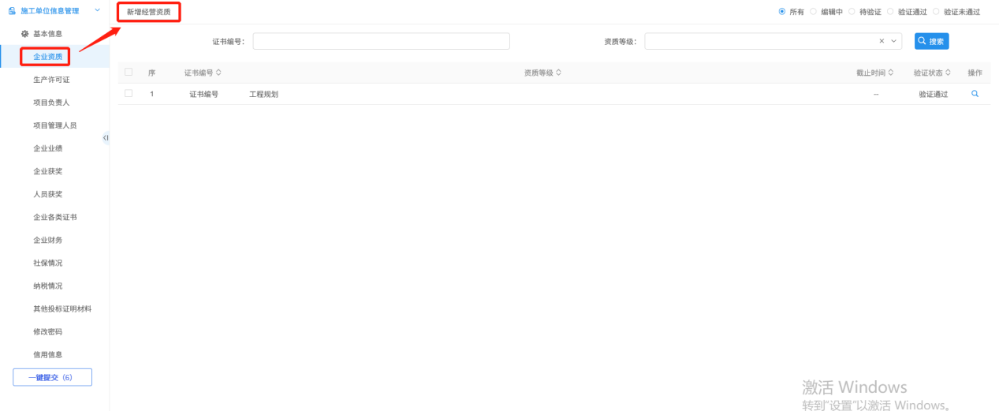 施工单位信息管理
新增经营资质
所有 编辑中 待验证 验证通过 验证未通过
基本信息
证书编号： 资质等级： 搜索
企业资质
序 证书编号 资质等级 截止时间 验证状态 操作
生产许可证
1 证书编号 工程规划 -- 验证通过
项目负责人
项目管理人员
企业业绩
企业获奖
人员获奖
企业各类证书
企业财务
社保情况
纳税情况
其他投标证明材料
修改密码
信用信息
一键提交（6）
激活 Windows
转到"设置"以激活 Windows。